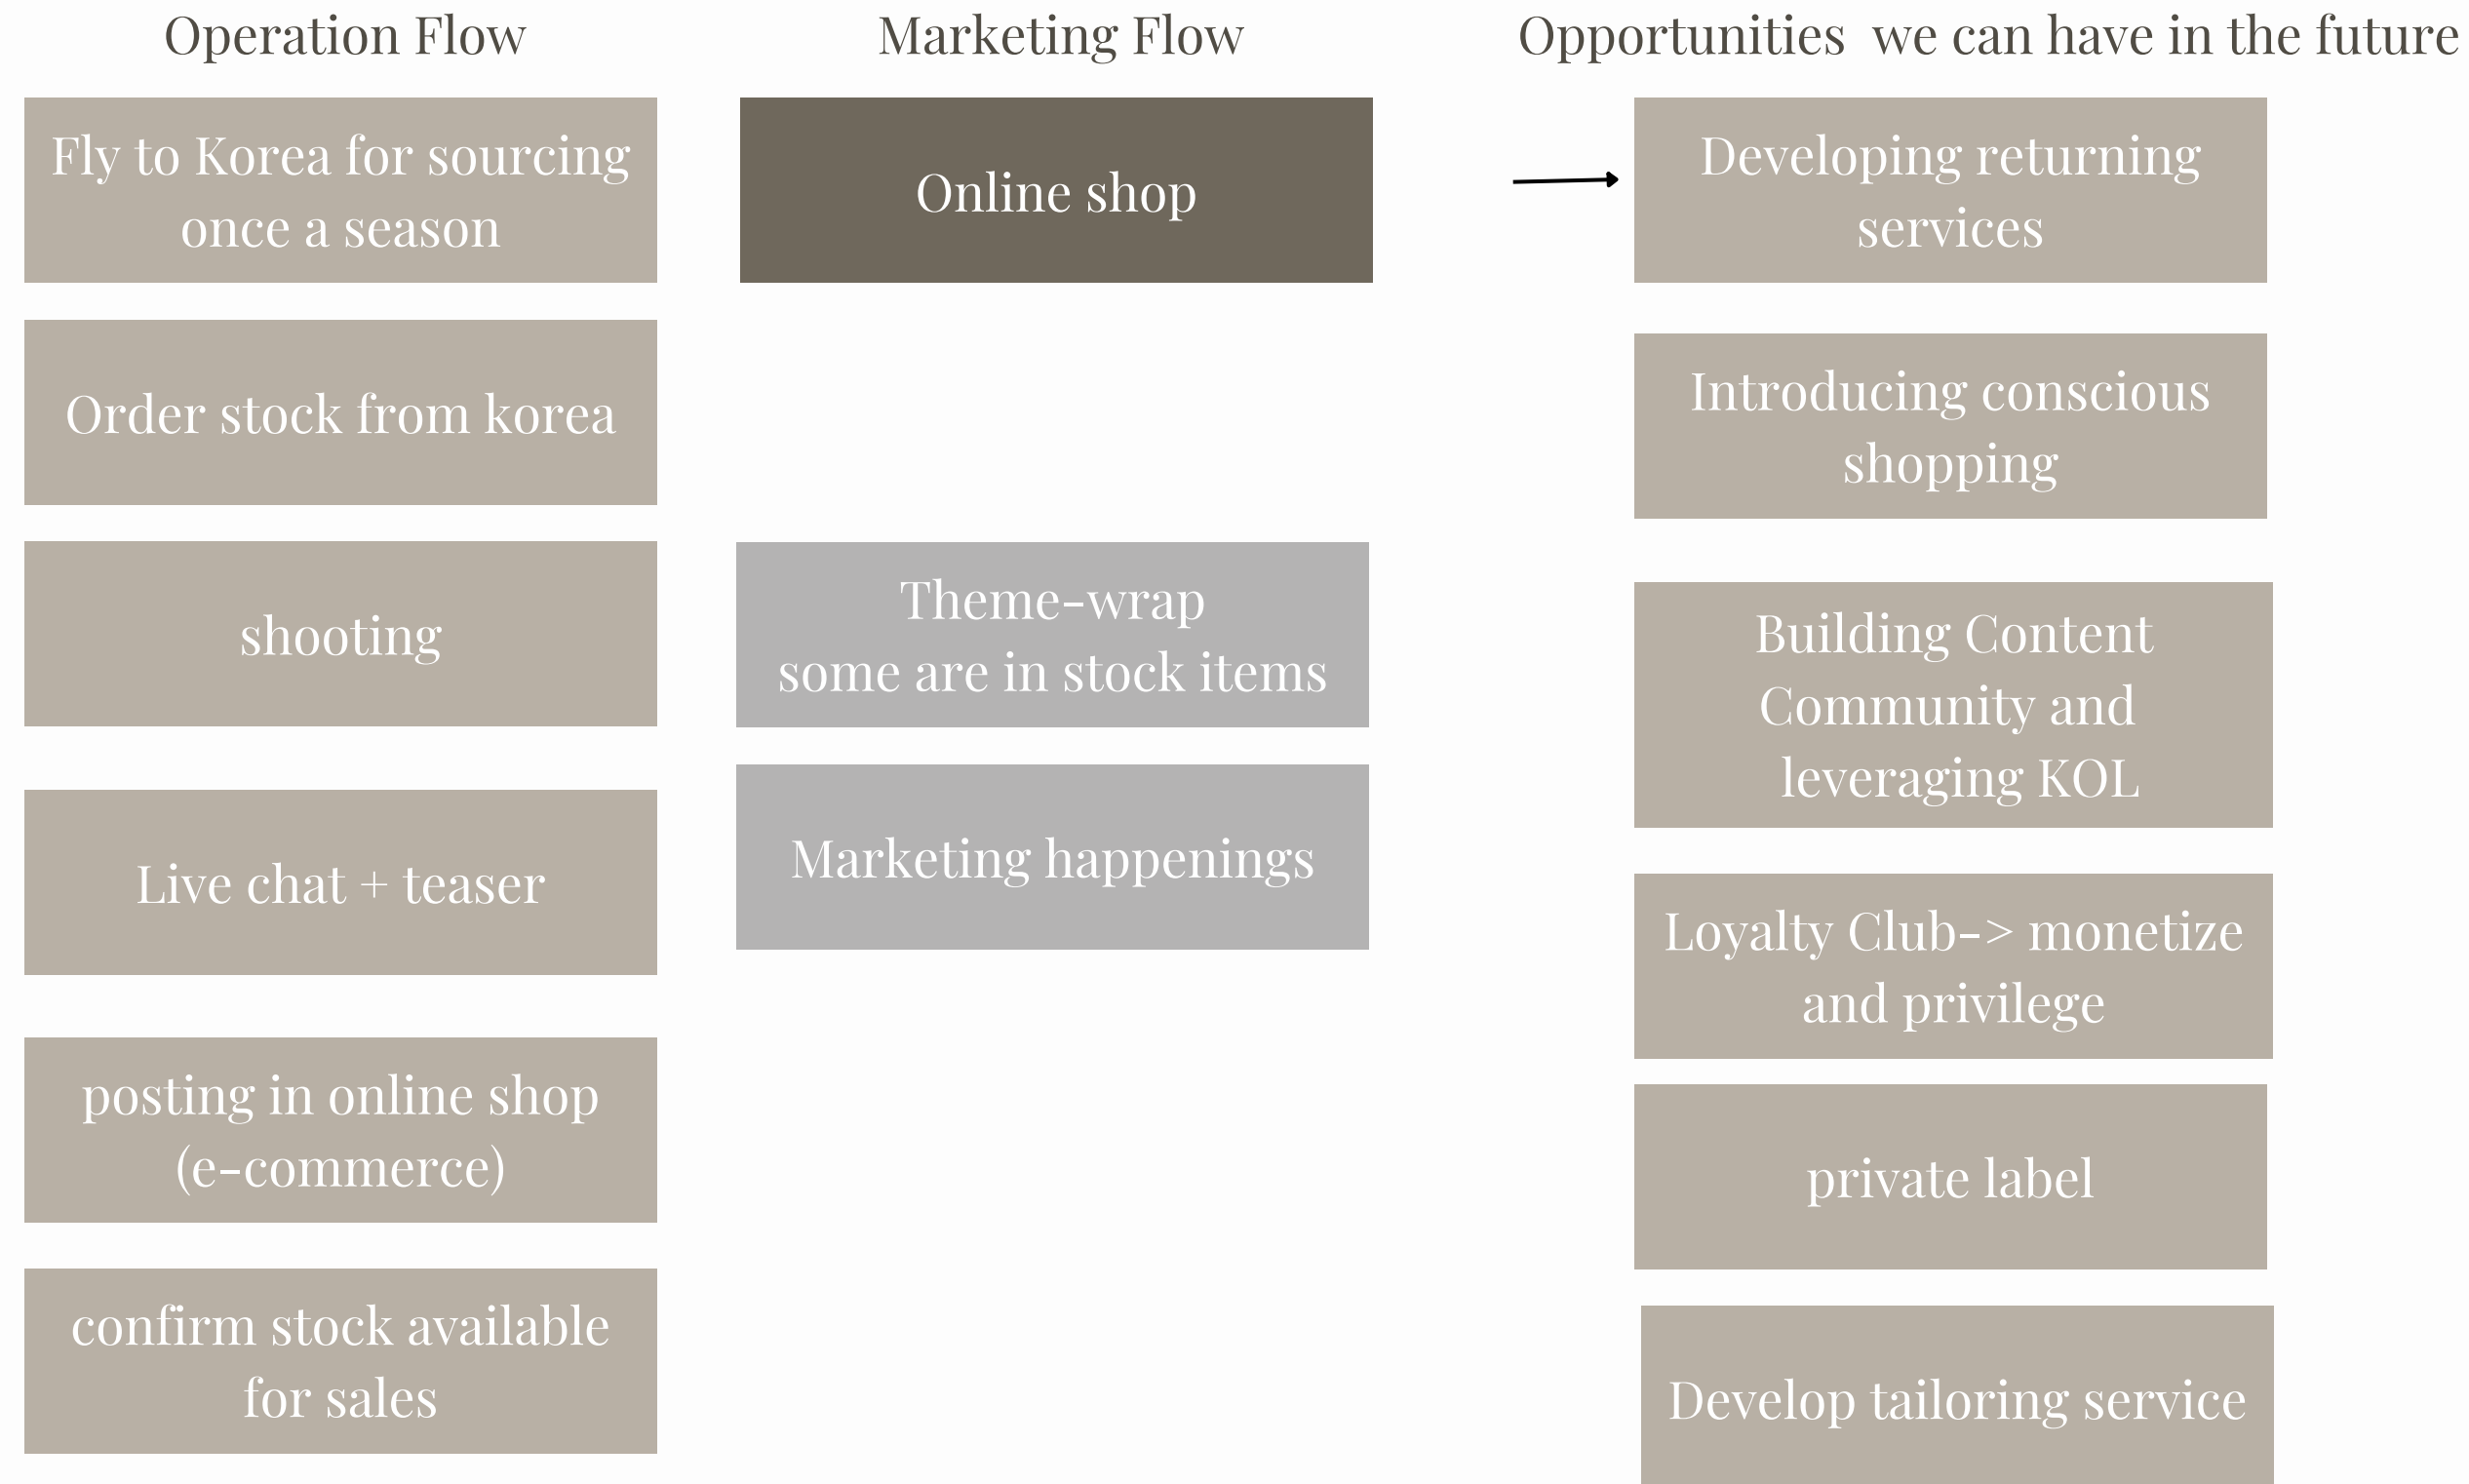 Operation Flow
Fly to Korea for sourcing
once a season
Order stock from korea
shooting
Live chat + teaser
posting in online shop
(e-commerce)
confirm stock available
for sales
Marketing Flow
Online shop
Theme-wrap
some are in stock items
Marketing happenings
Opportunities we can have in the future
Developing returning
services
Introducing conscious
shopping
Building Content
Community and
leveraging KOL
Loyalty Club-> monetize
and privilege
private label
Develop tailoring service